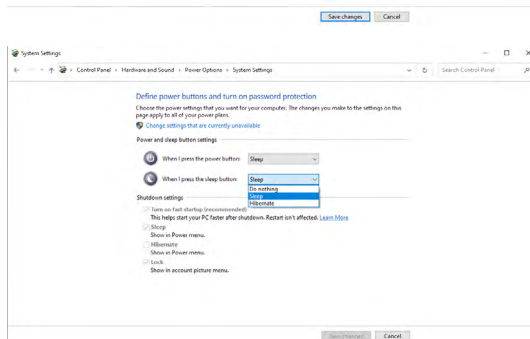 Save changes Cancel
System Settings
Control Panel › Hardware and Sound › Power Options › System Settings
Search Control Panel
Define power buttons and turn on password protection
Choose the power settings that you want for your computer. The changes you make to the settings on this
page apply to all of your power plans.
Change settings that are currently unavailable
Power and sleep button settings
When I press the power button: Sleep
When I press the sleep button: Sleep
Do nothing
Sleep
Hibernate
Shutdown settings
Turn on fast startup (recommended)
This helps start your PC faster after shutdown. Restart isn't affected. Learn More
Sleep
Show in Power menu.
Hibernate
Show in Power menu.
Lock
Show in account picture menu.
Save changes Cancel